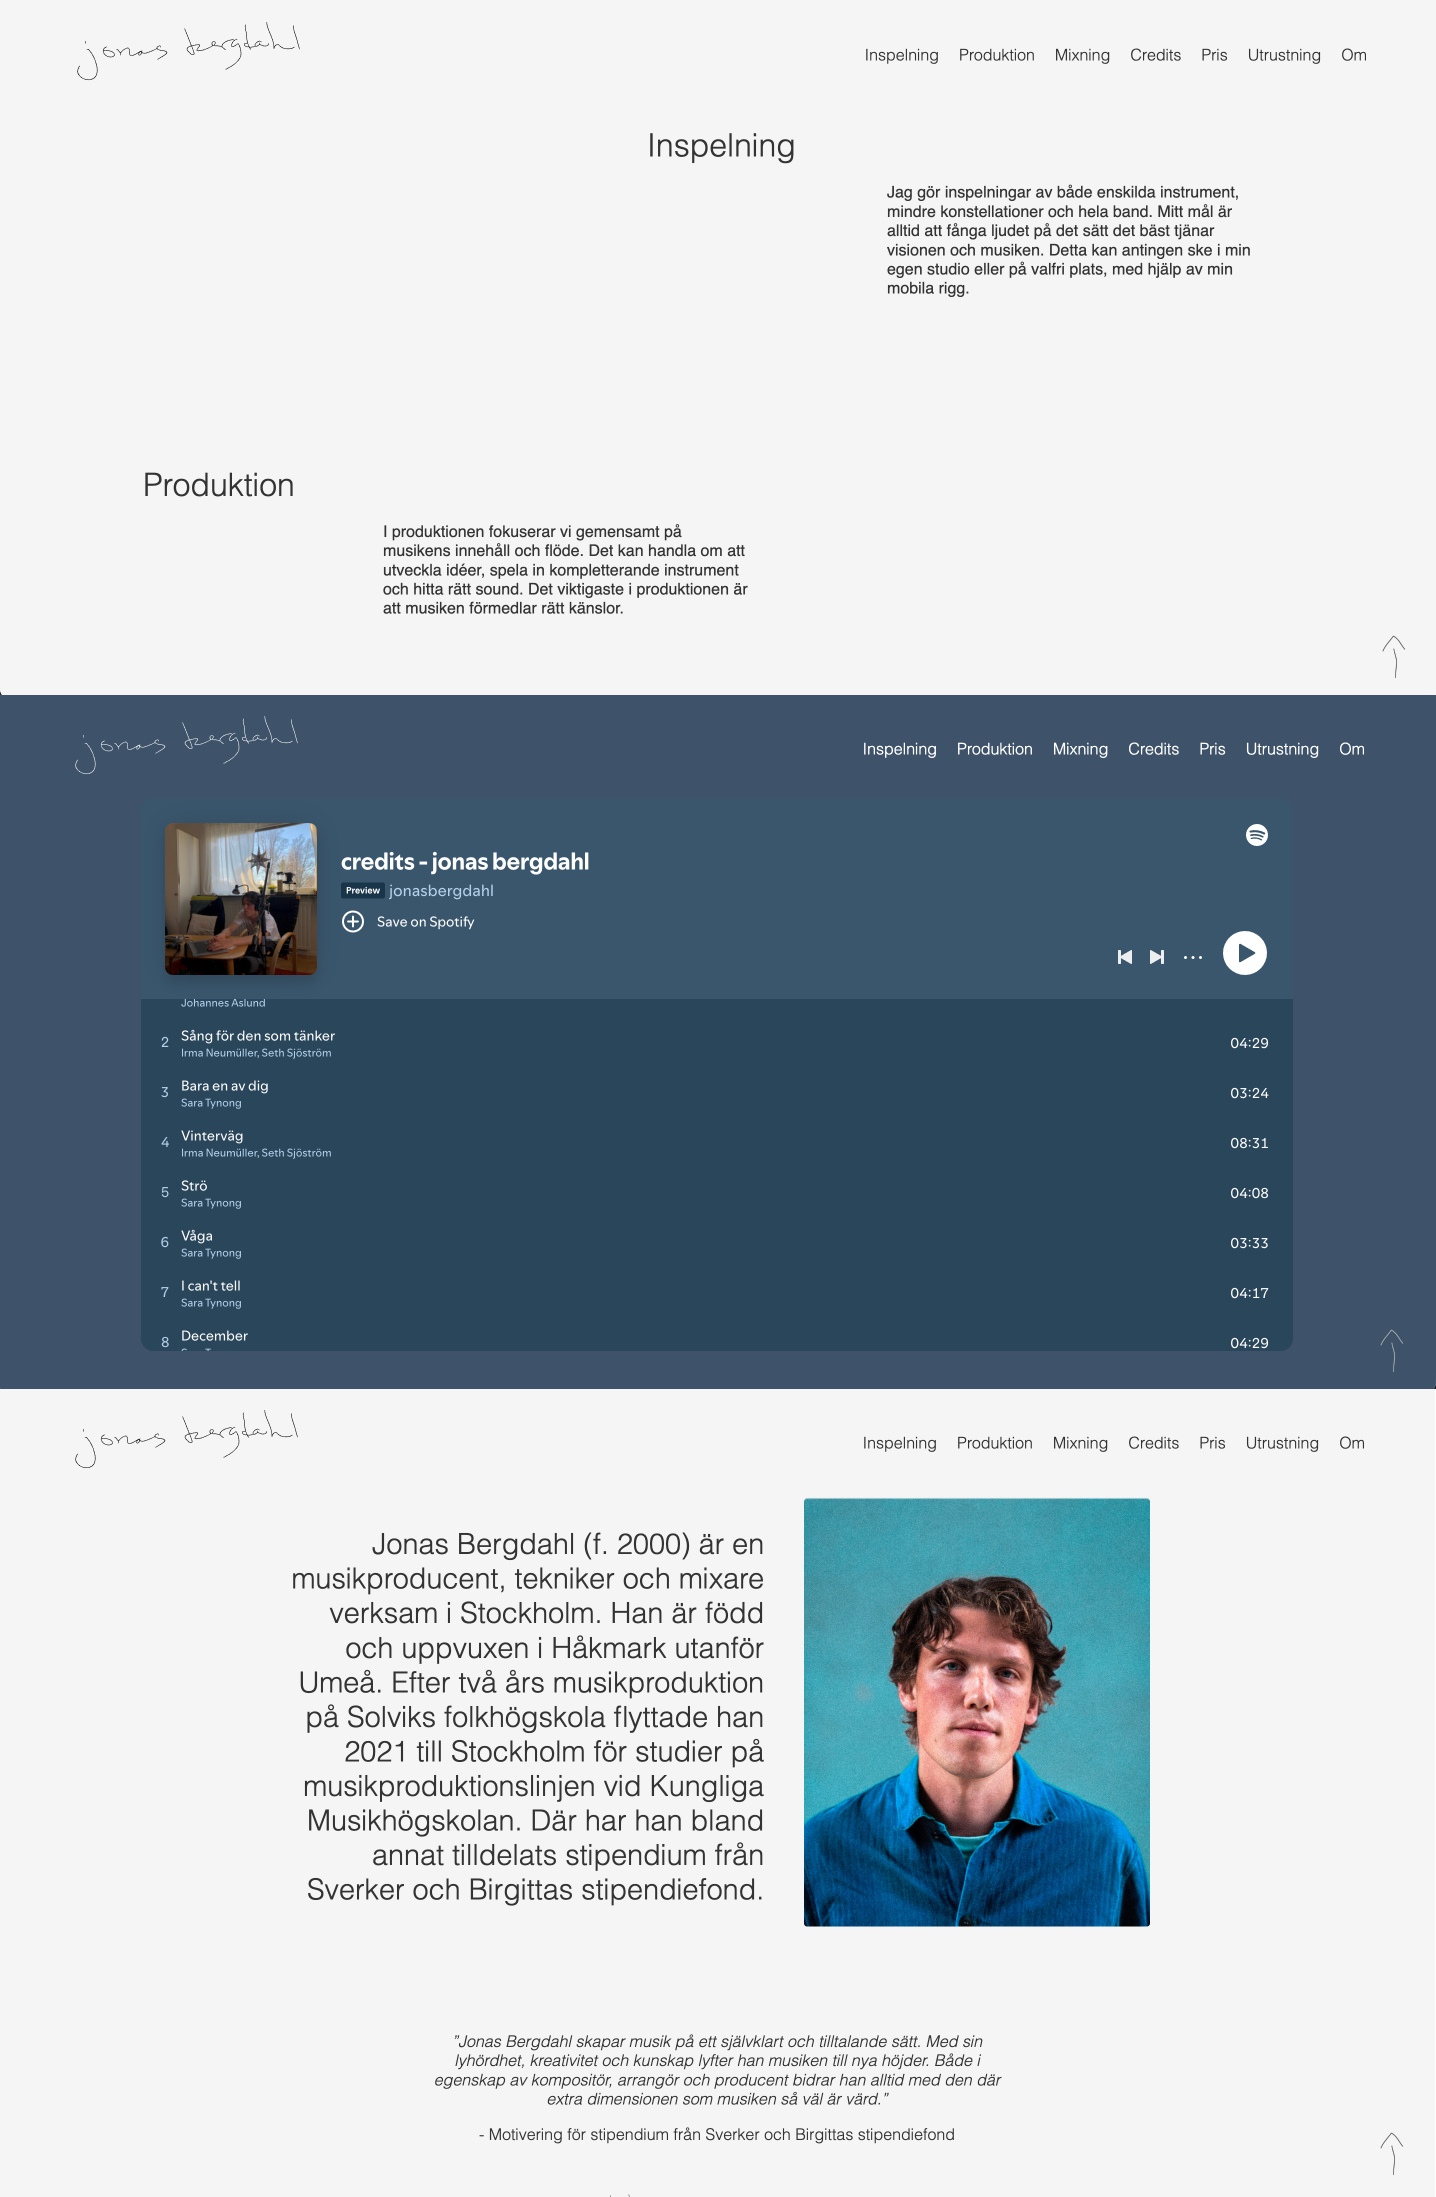 jonas bergdahl
Inspelning Produktion Mixning Credits Pris Utrustning Om
Inspelning
Jag gör inspelningar av både enskilda instrument,
mindre konstellationer och hela band. Mitt mål är
alltid att fånga ljudet på det sätt det bäst tjänar
visionen och musiken. Detta kan antingen ske i min
egen studio eller på valfri plats, med hjälp av min
mobila rigg.
Produktion
I produktionen fokuserar vi gemensamt på
musikens innehåll och flöde. Det kan handla om att
utveckla idéer, spela in kompletterande instrument
och hitta rätt sound. Det viktigaste i produktionen är
att musiken förmedlar rätt känslor.
jonas bergdahl
Inspelning Produktion Mixning Credits Pris Utrustning Om
credits - jonas bergdahl
Preview jonasbergdahl
Save on Spotify
Johannes Åslund
2 Sång för den som tänker 04:29
Irma Neumüller, Seth Sjöström
3 Bara en av dig 03:24
Sara Tynong
4 Vinterväg 08:31
Irma Neumüller, Seth Sjöström
5 Strö 04:08
Sara Tynong
6 Våga 03:33
Sara Tynong
7 I can't tell 04:17
Sara Tynong
8 December 04:29
jonas bergdahl
Inspelning Produktion Mixning Credits Pris Utrustning Om
Jonas Bergdahl (f. 2000) är en
musikproducent, tekniker och mixare
verksam i Stockholm. Han är född
och uppvuxen i Håkmark utanför
Umeå. Efter två års musikproduktion
på Solviks folkhögskola flyttade han
2021 till Stockholm för studier på
musikproduktionslinjen vid Kungliga
Musikhögskolan. Där har han bland
annat tilldelats stipendium från
Sverker och Birgittas stipendiefond.
”Jonas Bergdahl skapar musik på ett självklart och tilltalande sätt. Med sin
lyhördhet, kreativitet och kunskap lyfter han musiken till nya höjder. Både i
egenskap av kompositör, arrangör och producent bidrar han alltid med den där
extra dimensionen som musiken så väl är värd.”
- Motivering för stipendium från Sverker och Birgittas stipendiefond